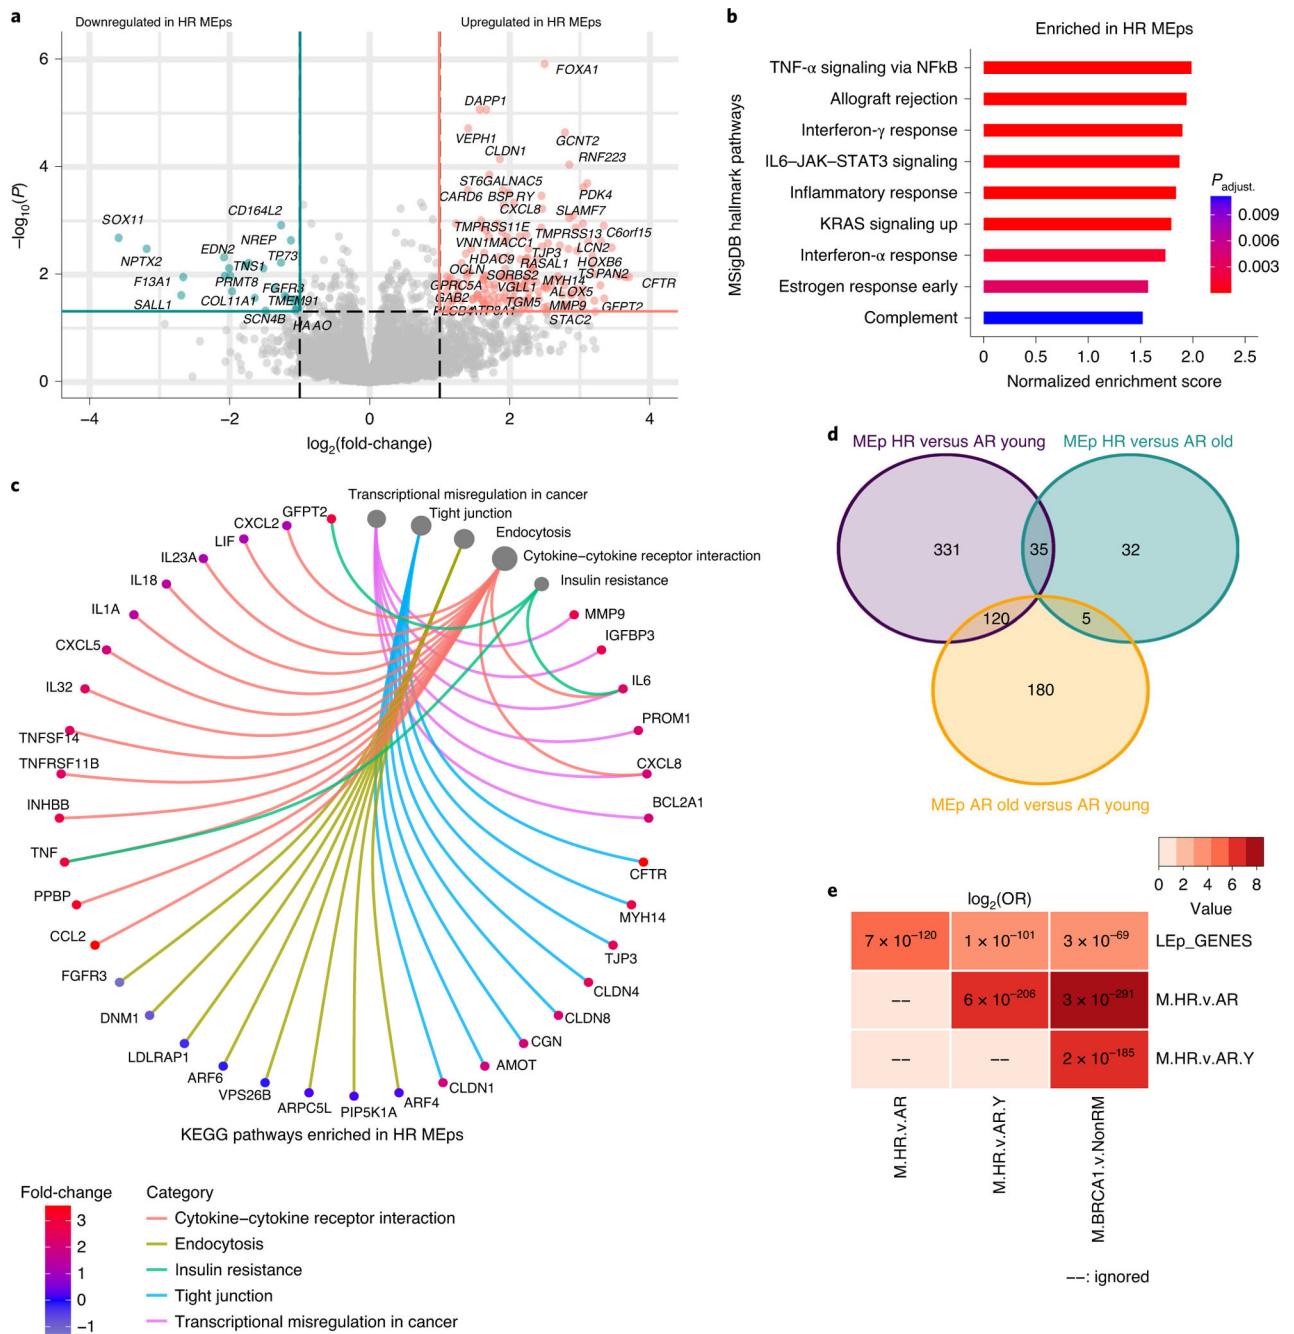 a
Downregulated in HR MEps
Upregulated in HR MEps
6
4
2
0
−log10(P)
−4
−2
0
2
4
log2(fold-change)
FOXA1
DAPP1
VEPH1
GCNT2
CLDN1
RNF223
ST6GALNAC5
CARD6
BSPRY
PDK4
CXCL8
SLAMF7
TMPRSS11E
TMPRSS13
C6orf15
VNN1
MACC1
LCN2
TJP3
HDAC9
RASAL1
HOXB6
OCLN
SORBS2
TSPAN2
MYH14
CFTR
GPRC5A
VGLL1
ALOX5
GAB2
TGM5
MMP9
GFPT2
PLCB4
ATP8A1
STAC2
SOX11
CD164L2
NPTX2
EDN2
NREP
TP73
TNS1
F13A1
PRMT8
FGFR3
SALL1
COL11A1
TMEM91
SCN4B
HAAO
b
Enriched in HR MEps
MSigDB hallmark pathways
TNF-α signaling via NFkB
Allograft rejection
Interferon-γ response
IL6–JAK–STAT3 signaling
Inflammatory response
KRAS signaling up
Interferon-α response
Estrogen response early
Complement
0
0.5
1.0
1.5
2.0
2.5
Normalized enrichment score
Padjust.
0.009
0.006
0.003
c
Transcriptional misregulation in cancer
Tight junction
Endocytosis
Cytokine–cytokine receptor interaction
Insulin resistance
GFPT2
CXCL2
LIF
IL23A
IL18
IL1A
CXCL5
IL32
TNFSF14
TNFRSF11B
INHBB
TNF
PPBP
CCL2
FGFR3
DNM1
LDLRAP1
ARF6
VPS26B
ARPC5L
PIP5K1A
ARF4
CLDN1
AMOT
CGN
CLDN8
CLDN4
TJP3
MYH14
CFTR
BCL2A1
CXCL8
PROM1
IL6
IGFBP3
MMP9
KEGG pathways enriched in HR MEps
Fold-change
3
2
1
0
−1
Category
Cytokine–cytokine receptor interaction
Endocytosis
Insulin resistance
Tight junction
Transcriptional misregulation in cancer
d
MEp HR versus AR young
MEp HR versus AR old
331
35
32
120
5
180
MEp AR old versus AR young
e
log2(OR)
0 2 4 6 8
Value
7 × 10−120
1 × 10−101
3 × 10−69
LEp_GENES
−−
6 × 10−206
3 × 10−291
M.HR.v.AR
−−
−−
2 × 10−185
M.HR.v.AR.Y
M.HR.v.AR
M.HR.v.AR.Y
M.BRCA1.v.NonRM
−−: ignored